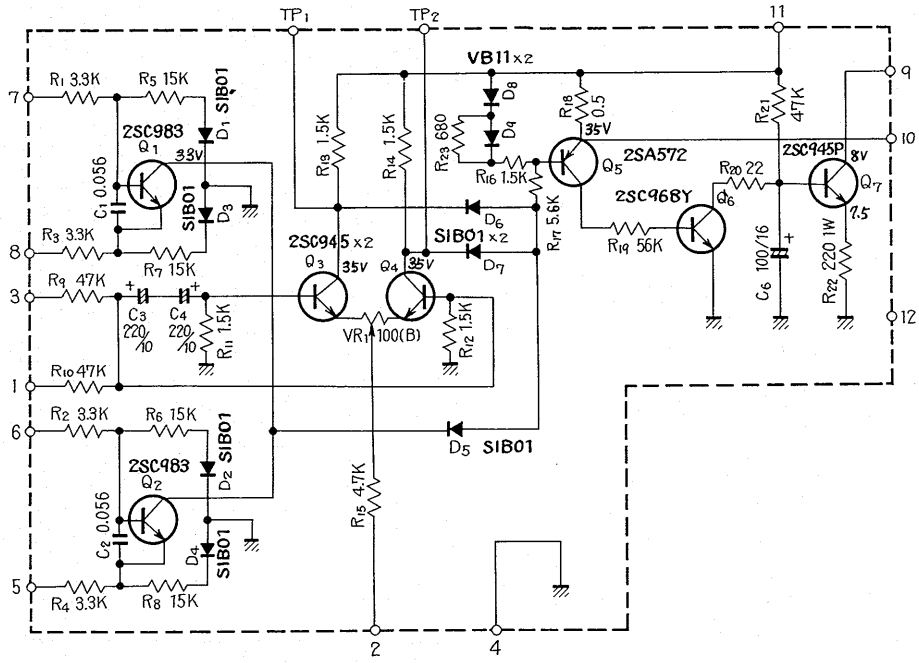 TP1 TP2 11
VB11 x2
7 R1 3.3K R5 15K SIB01 9
D8
D1
2SC983 Q1 33V
R13 1.5K R14 1.5K R23 680 D9 R18 0.5 35V R21 47K
10
C1 0.056 SIB01 D3
R16 1.5K Q5 2SA572 2SC945P 8V
R20 22 Q7
2SC968Y Q6
7.5
R3 3.3K D6 R17 5.6K
8 R7 15K 2SC945 x2 SIB01 x2
R9 47K Q3 35V 35V Q4 D7 R19 56K C6 100/16 + R22 220 1W
3 + C3 220/10 + C4 220/10 R11 1.5K VR1 100(B) R12 1.5K 12
1 R10 47K
R2 3.3K R6 15K SIB01
6 D5 SIB01
2SC983 Q2 D2
C2 0.056 R15 4.7K
D4 SIB01
5 R4 3.3K R8 15K
2 4